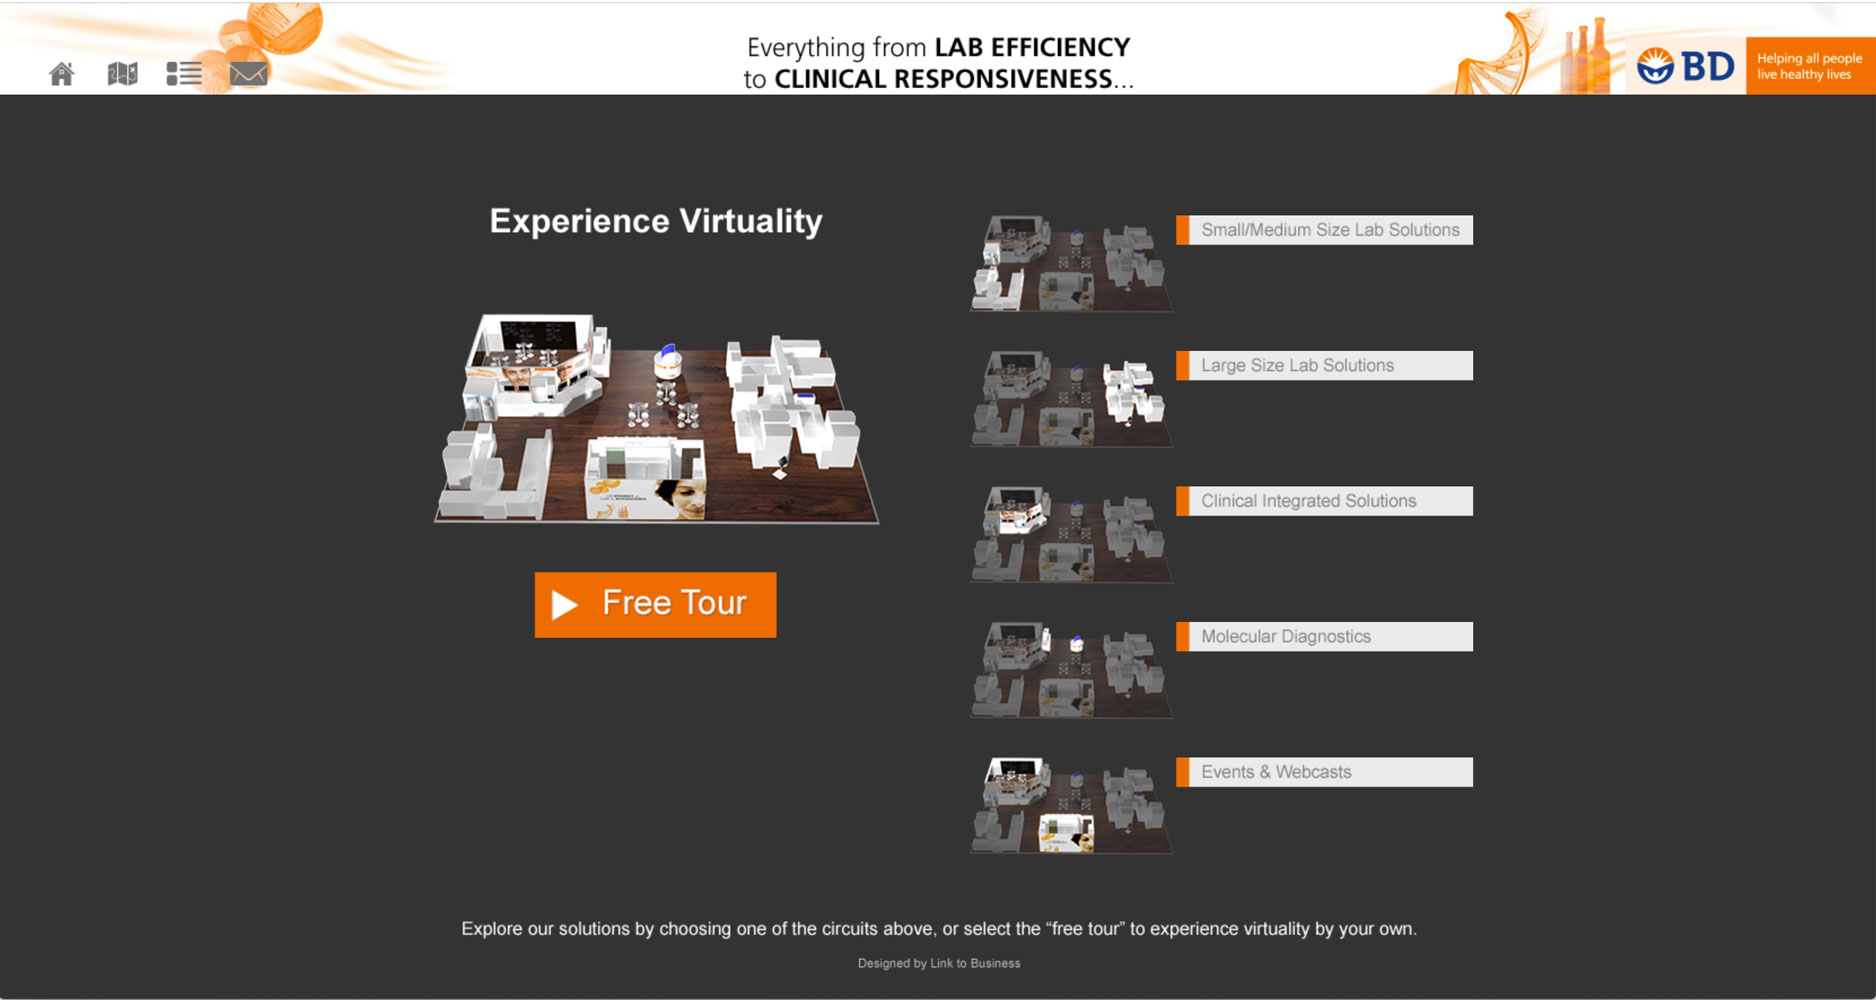 Everything from LAB EFFICIENCY
to CLINICAL RESPONSIVENESS...
BD
Helping all people
live healthy lives
Experience Virtuality
Free Tour
Small/Medium Size Lab Solutions
Large Size Lab Solutions
Clinical Integrated Solutions
Molecular Diagnostics
Events & Webcasts
Explore our solutions by choosing one of the circuits above, or select the “free tour” to experience virtuality by your own.
Designed by Link to Business